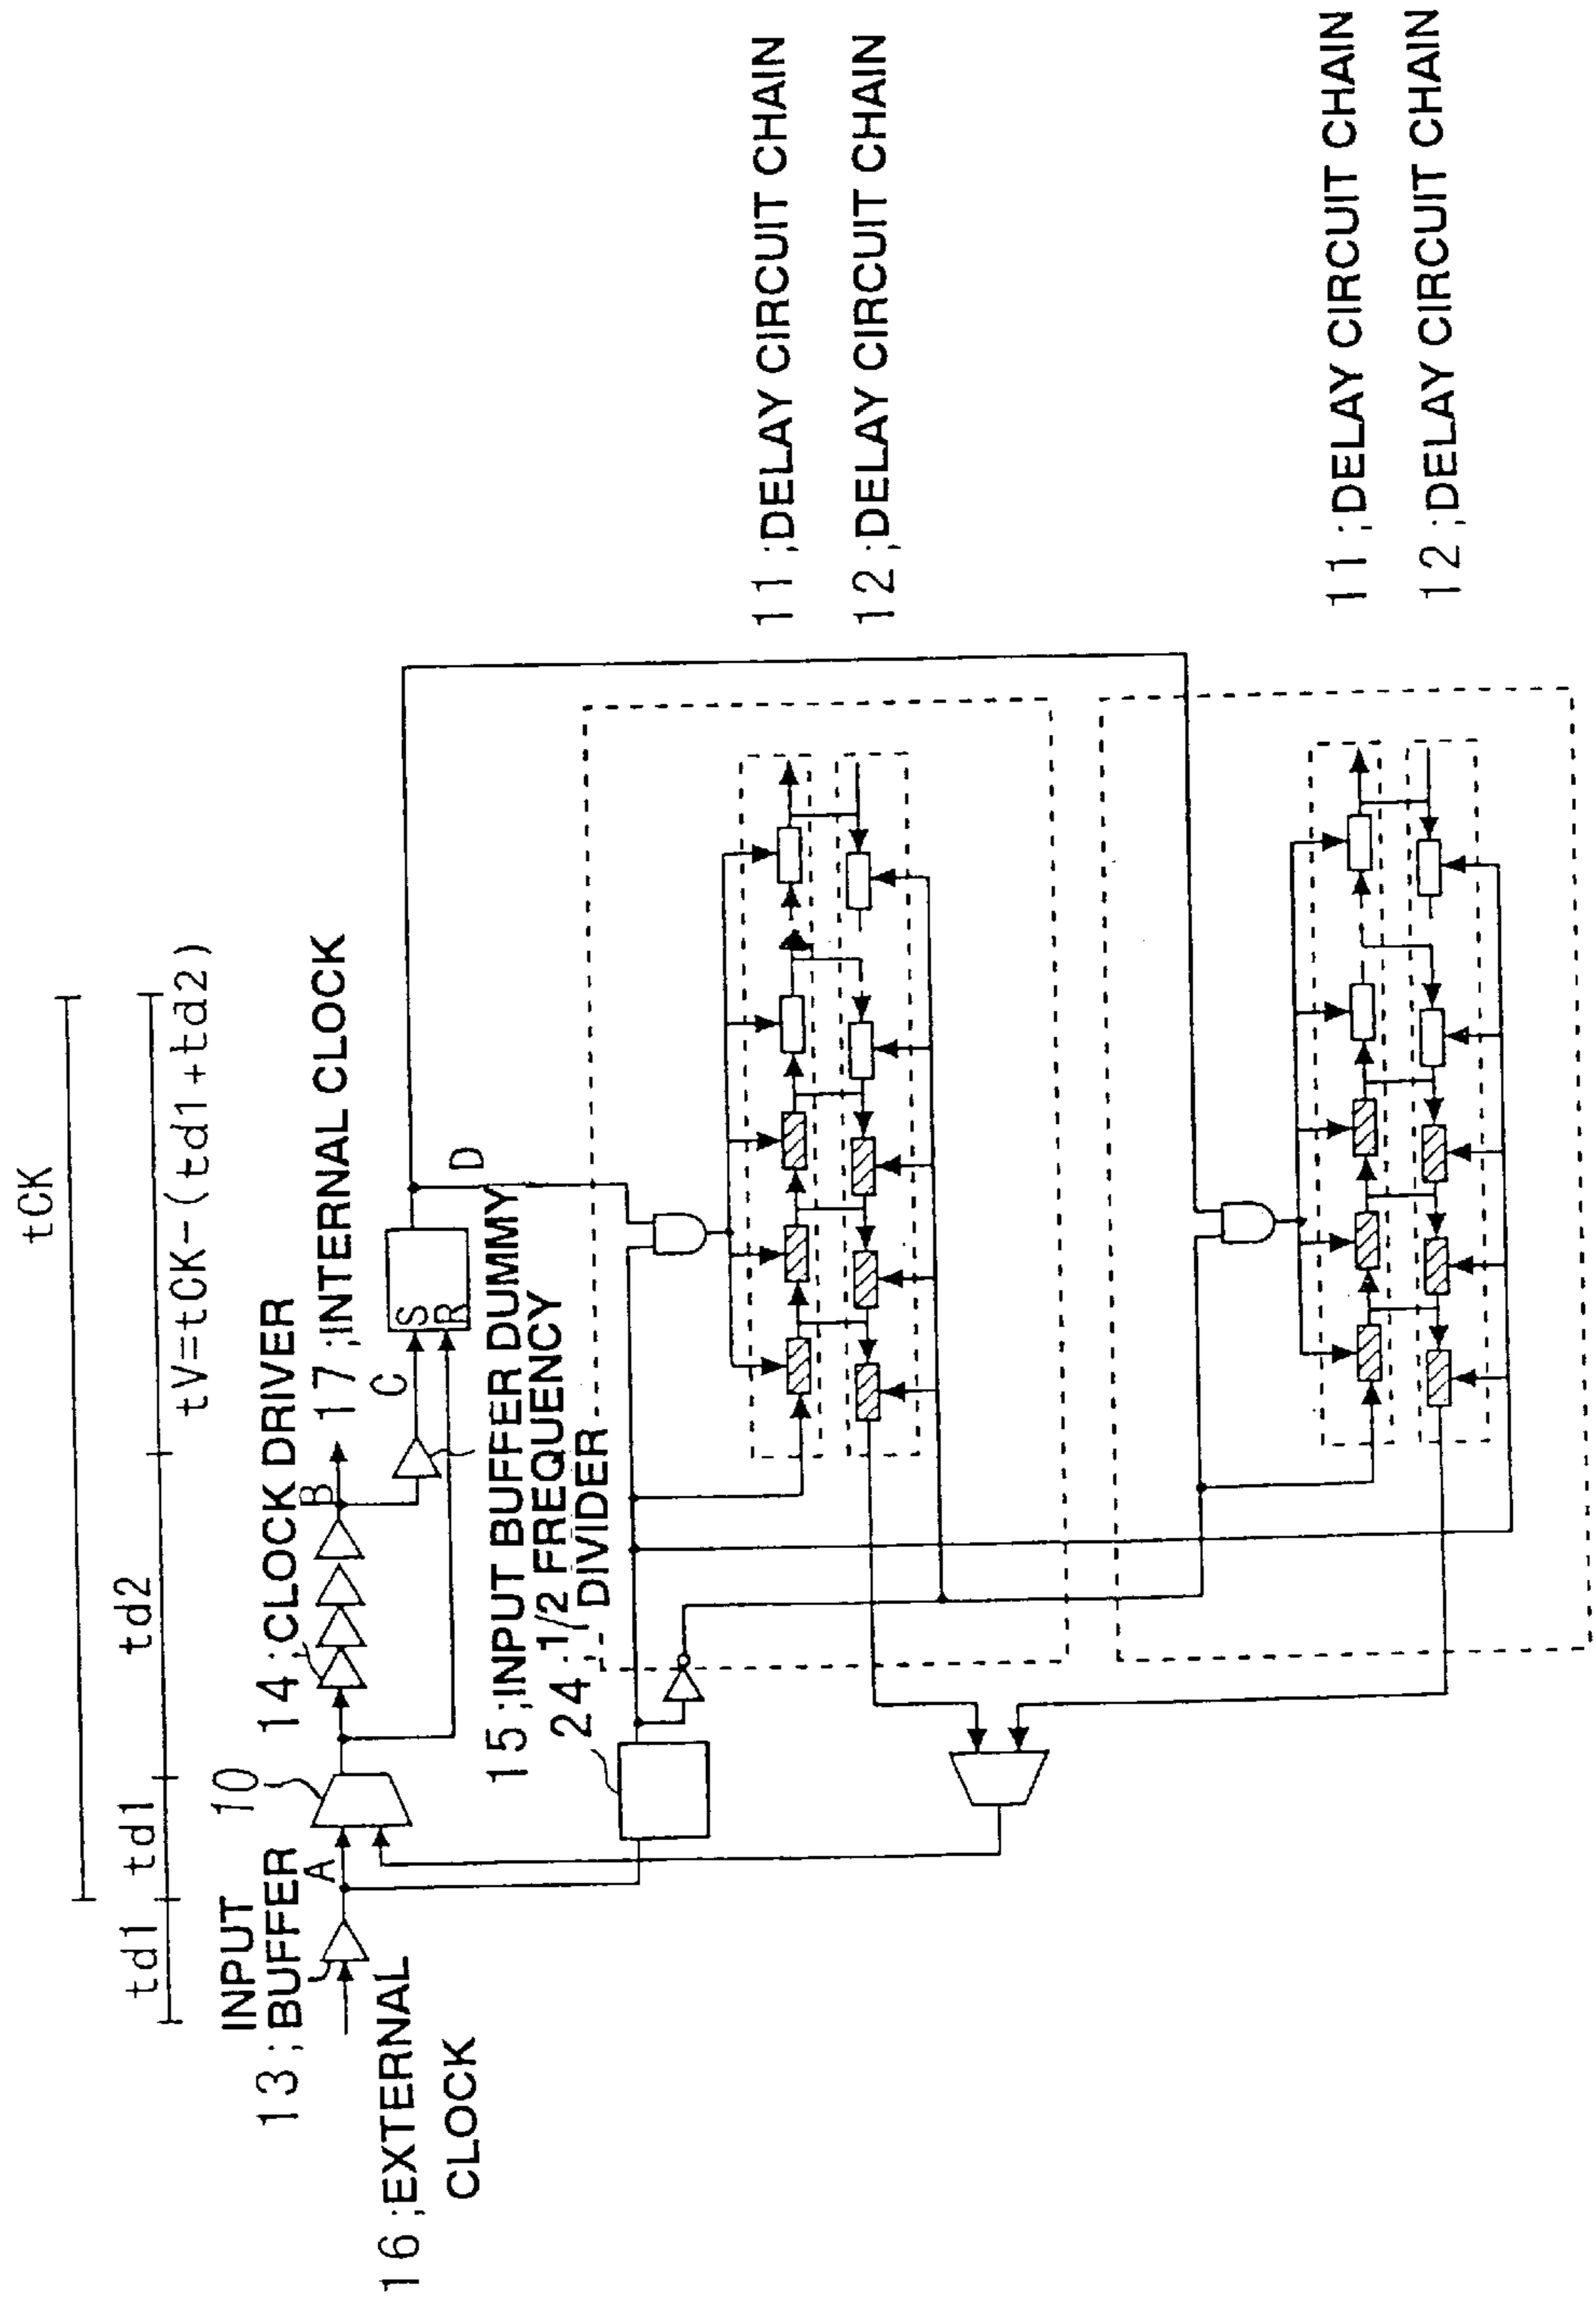 tCK
td1
td1
td2
tV=tCK-(td1+td2)
INPUT
13;BUFFER
10
14;CLOCK DRIVER
A
B
17;INTERNAL CLOCK
16;EXTERNAL
CLOCK
C
S
R
D
15;INPUT BUFFER DUMMY
24;1/2 FREQUENCY
DIVIDER
11;DELAY CIRCUIT CHAIN
12;DELAY CIRCUIT CHAIN
11;DELAY CIRCUIT CHAIN
12;DELAY CIRCUIT CHAIN